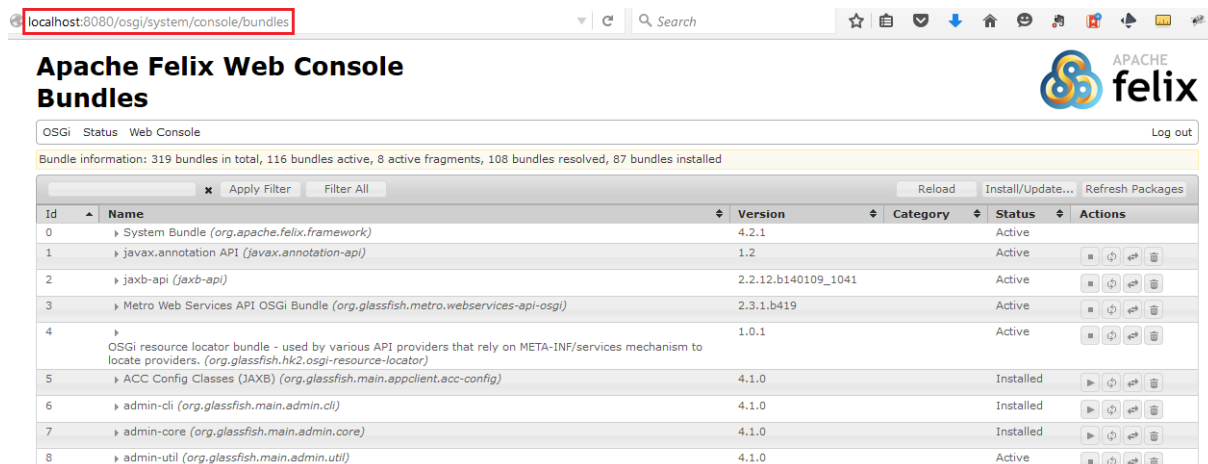 localhost:8080/osgi/system/console/bundles
Search
Apache Felix Web Console
Bundles
APACHE
felix
OSGi Status Web Console Log out
Bundle information: 319 bundles in total, 116 bundles active, 8 active fragments, 108 bundles resolved, 87 bundles installed
Apply Filter Filter All Reload Install/Update... Refresh Packages
Id Name Version Category Status Actions
0 System Bundle (org.apache.felix.framework) 4.2.1 Active
1 javax.annotation API (javax.annotation-api) 1.2 Active
2 jaxb-api (jaxb-api) 2.2.12.b140109_1041 Active
3 Metro Web Services API OSGi Bundle (org.glassfish.metro.webservices-api-osgi) 2.3.1.b419 Active
4 1.0.1 Active
OSGi resource locator bundle - used by various API providers that rely on META-INF/services mechanism to
locate providers. (org.glassfish.hk2.osgi-resource-locator)
5 ACC Config Classes (JAXB) (org.glassfish.main.appclient.acc-config) 4.1.0 Installed
6 admin-cli (org.glassfish.main.admin.cli) 4.1.0 Installed
7 admin-core (org.glassfish.main.admin.core) 4.1.0 Installed
8 admin-util (org.glassfish.main.admin.util) 4.1.0 Active